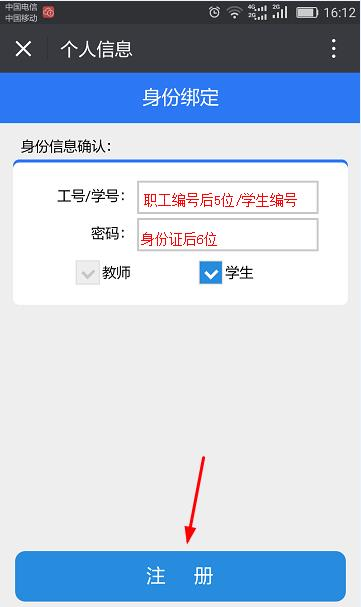 中国电信
中国移动
4G 2G 2G 16:12
个人信息
身份绑定
身份信息确认：
工号/学号： 职工编号后5位/学生编号
密码： 身份证后6位
教师 学生
注 册